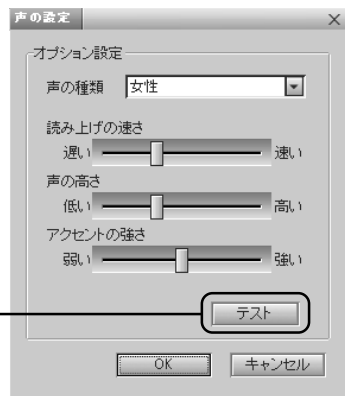 声の設定
オプション設定
声の種類 女性
読み上げの速さ
遅い 速い
声の高さ
低い 高い
アクセントの強さ
弱い 強い
テスト
OK キャンセル